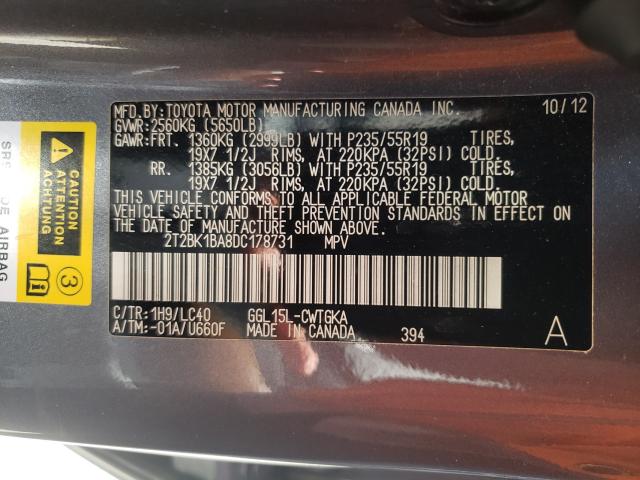 MFD.BY:TOYOTA MOTOR MANUFACTURING CANADA INC. 10/12
GVWR:2560KG (5650LB)
GAWR:FRT. 1360KG (2999LB) WITH P235/55R19 TIRES,
19X7 1/2J RIMS, AT 220KPA (32PSI) COLD.
RR. 1385KG (3056LB) WITH P235/55R19 TIRES,
19X7 1/2J RIMS, AT 220KPA (32PSI) COLD.
THIS VEHICLE CONFORMS TO ALL APPLICABLE FEDERAL MOTOR
VEHICLE SAFETY AND THEFT PREVENTION STANDARDS IN EFFECT ON
THE DATE OF MANUFACTURE SHOWN ABOVE.
2T2BK1BA8DC178731 MPV
C/TR:1H9/LC40 GGL15L-CWTGKA
A/TM:-01A/U660F MADE IN CANADA 394 A
CAUTION
ATTENTION
3
SRS
AIRBAG